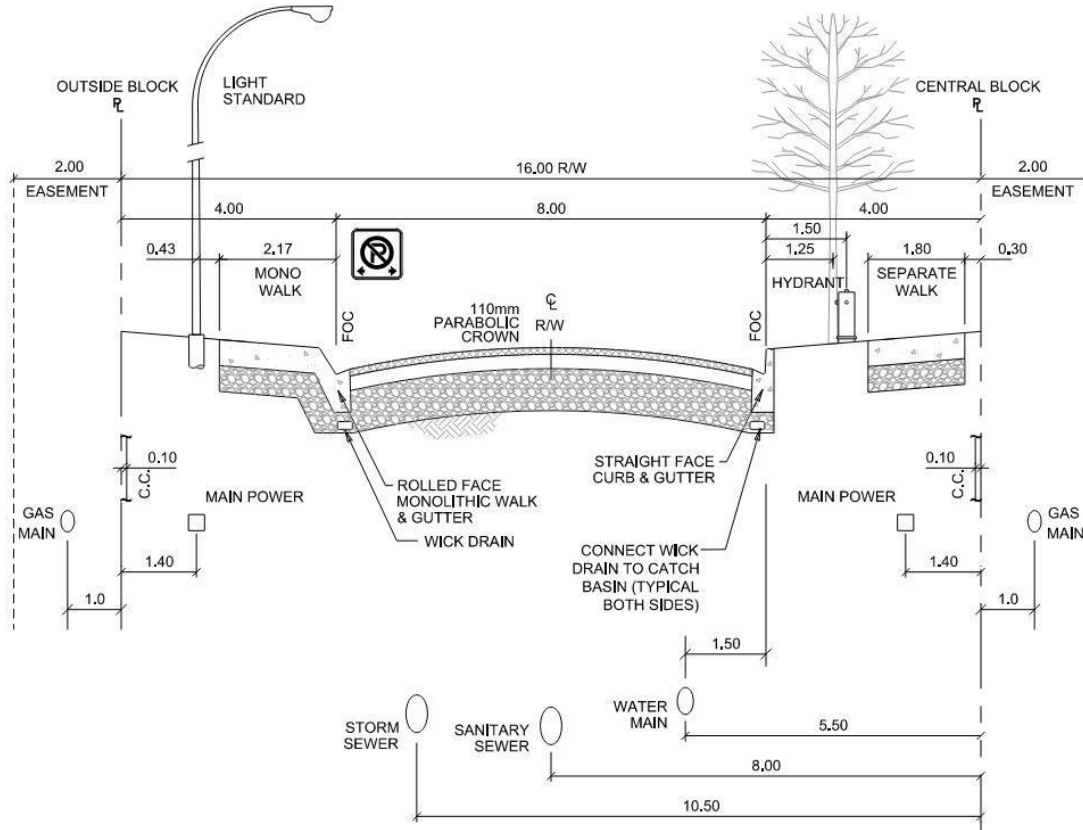 LIGHT
STANDARD
OUTSIDE BLOCK
PL
CENTRAL BLOCK
PL
2.00
16.00 R/W
2.00
EASEMENT
EASEMENT
4.00
8.00
4.00
1.50
0.43
2.17
1.25
1.80
0.30
MONO
WALK
P
HYDRANT
SEPARATE
WALK
FOC
110mm
PARABOLIC
CROWN
CL
R/W
FOC
0.10
C.C.
0.10
C.C.
STRAIGHT FACE
CURB & GUTTER
ROLLED FACE
MONOLITHIC WALK
& GUTTER
MAIN POWER
MAIN POWER
GAS
MAIN
GAS
MAIN
WICK DRAIN
CONNECT WICK
DRAIN TO CATCH
BASIN (TYPICAL
BOTH SIDES)
1.40
1.40
1.0
1.0
1.50
STORM
SEWER
SANITARY
SEWER
WATER
MAIN
5.50
8.00
10.50